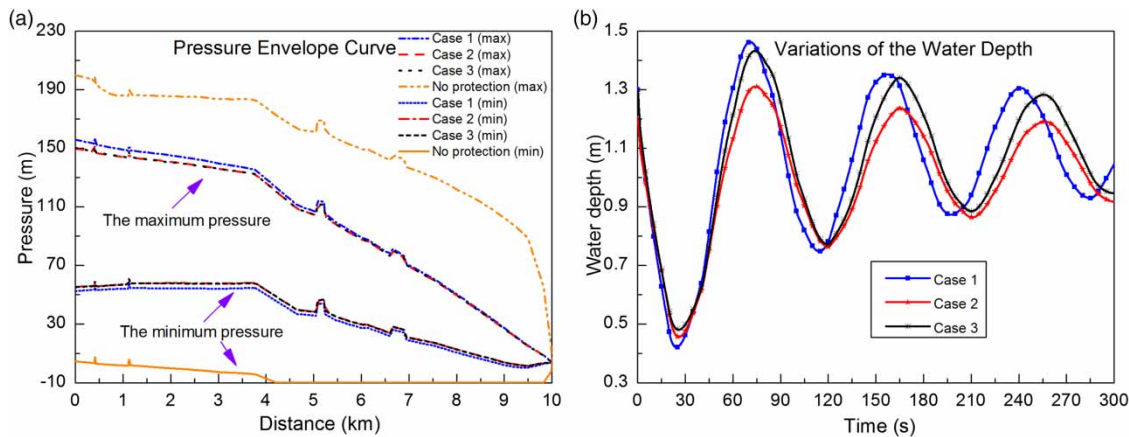 (a)
Pressure Envelope Curve
Case 1 (max)
Case 2 (max)
Case 3 (max)
No protection (max)
Case 1 (min)
Case 2 (min)
Case 3 (min)
No protection (min)
The maximum pressure
The minimum pressure
Pressure (m)
230
190
150
110
70
30
-10
0
1
2
3
4
5
6
7
8
9
10
Distance (km)
(b)
Variations of the Water Depth
Water depth (m)
1.5
1.3
1.1
0.9
0.7
0.5
0.3
Case 1
Case 2
Case 3
0
30
60
90
120
150
180
210
240
270
300
Time (s)